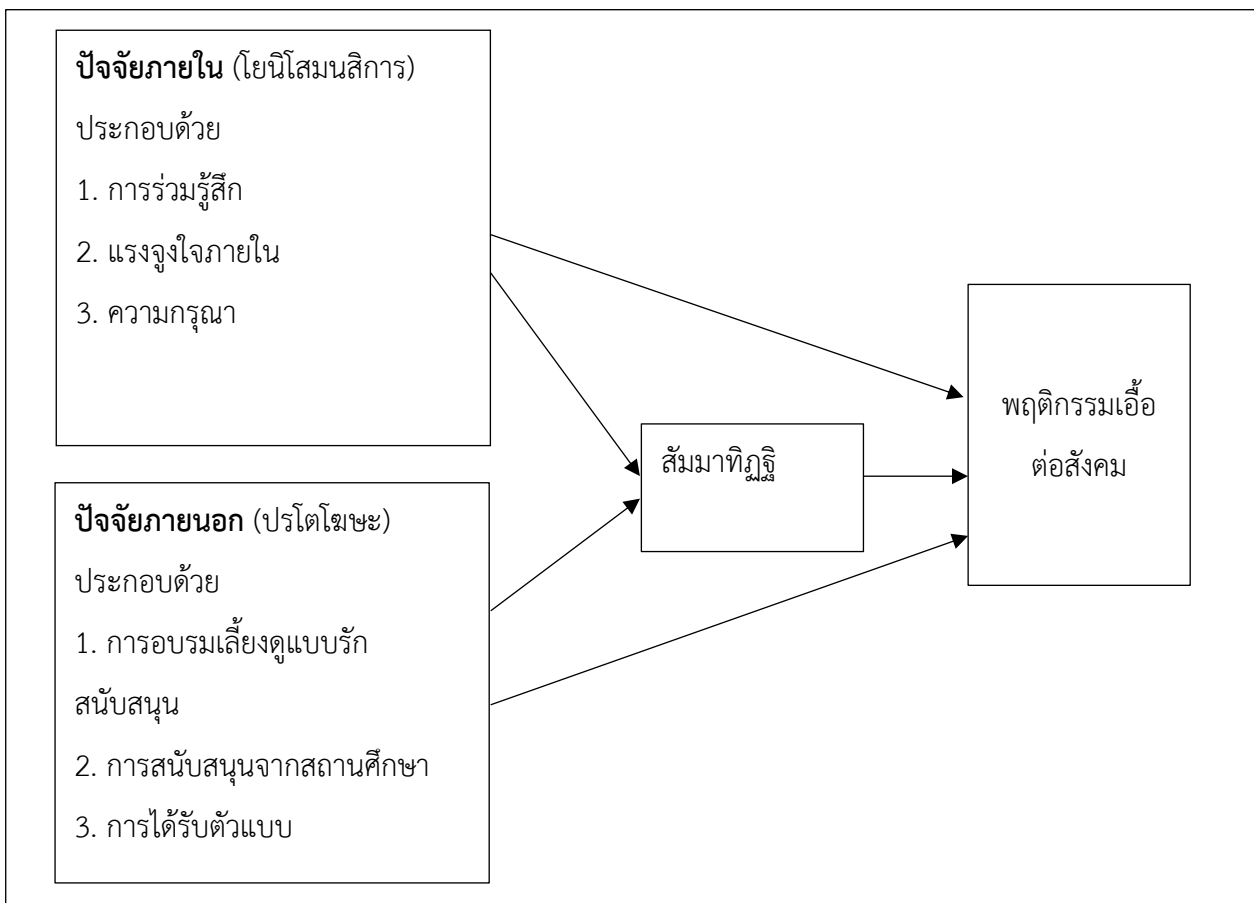 ปัจจัยภายใน (โยนิโสมนสิการ)
ประกอบด้วย
1. การร่วมรู้สึก
2. แรงจูงใจภายใน
3. ความกรุณา
สัมมาทิฏฐิ
พฤติกรรมเอื้อ
ต่อสังคม
ปัจจัยภายนอก (ปรโตโฆษะ)
ประกอบด้วย
1. การอบรมเลี้ยงดูแบบรัก
สนับสนุน
2. การสนับสนุนจากสถานศึกษา
3. การได้รับตัวแบบ